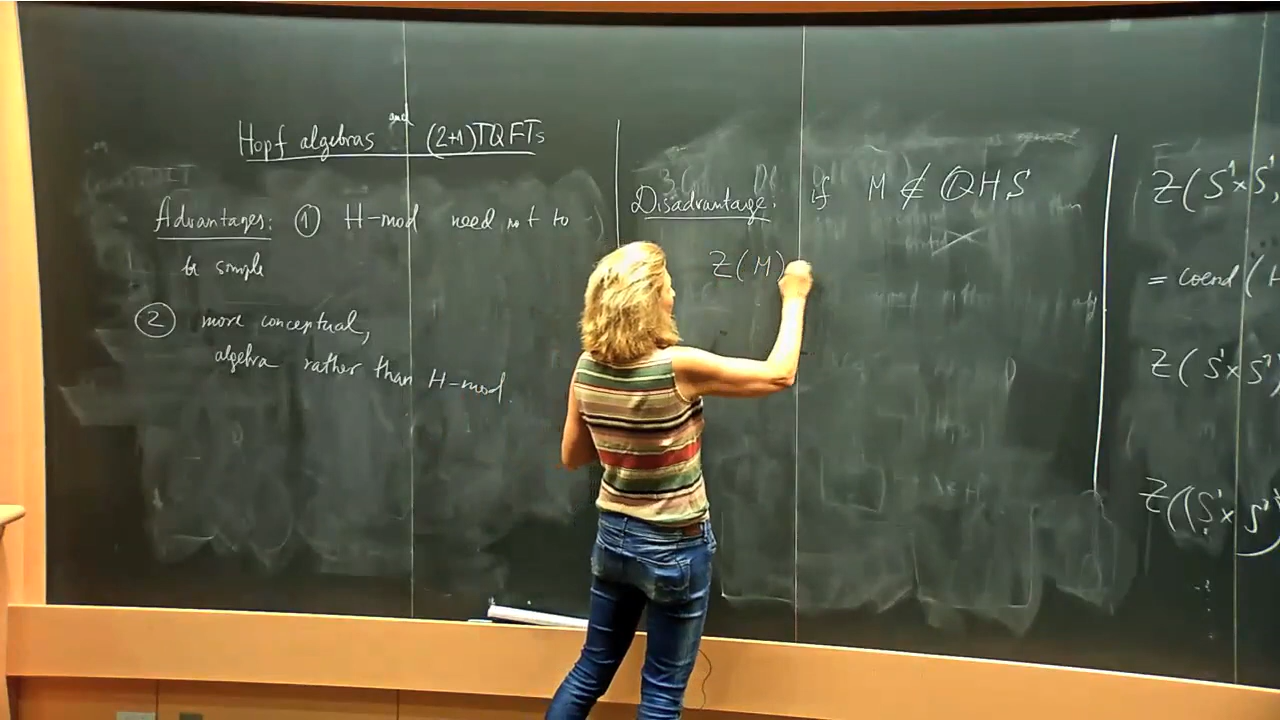 Hopf algebras and (2+1)TQFTs
Advantages: ① H-mod need not to
be simple
② more conceptual,
algebra rather than H-mod.
Disadvantage: if M ∉ QHS
Z(M)
Z(S¹×S¹,
= coend (H
Z(S¹×S¹
Z((S¹×S¹)